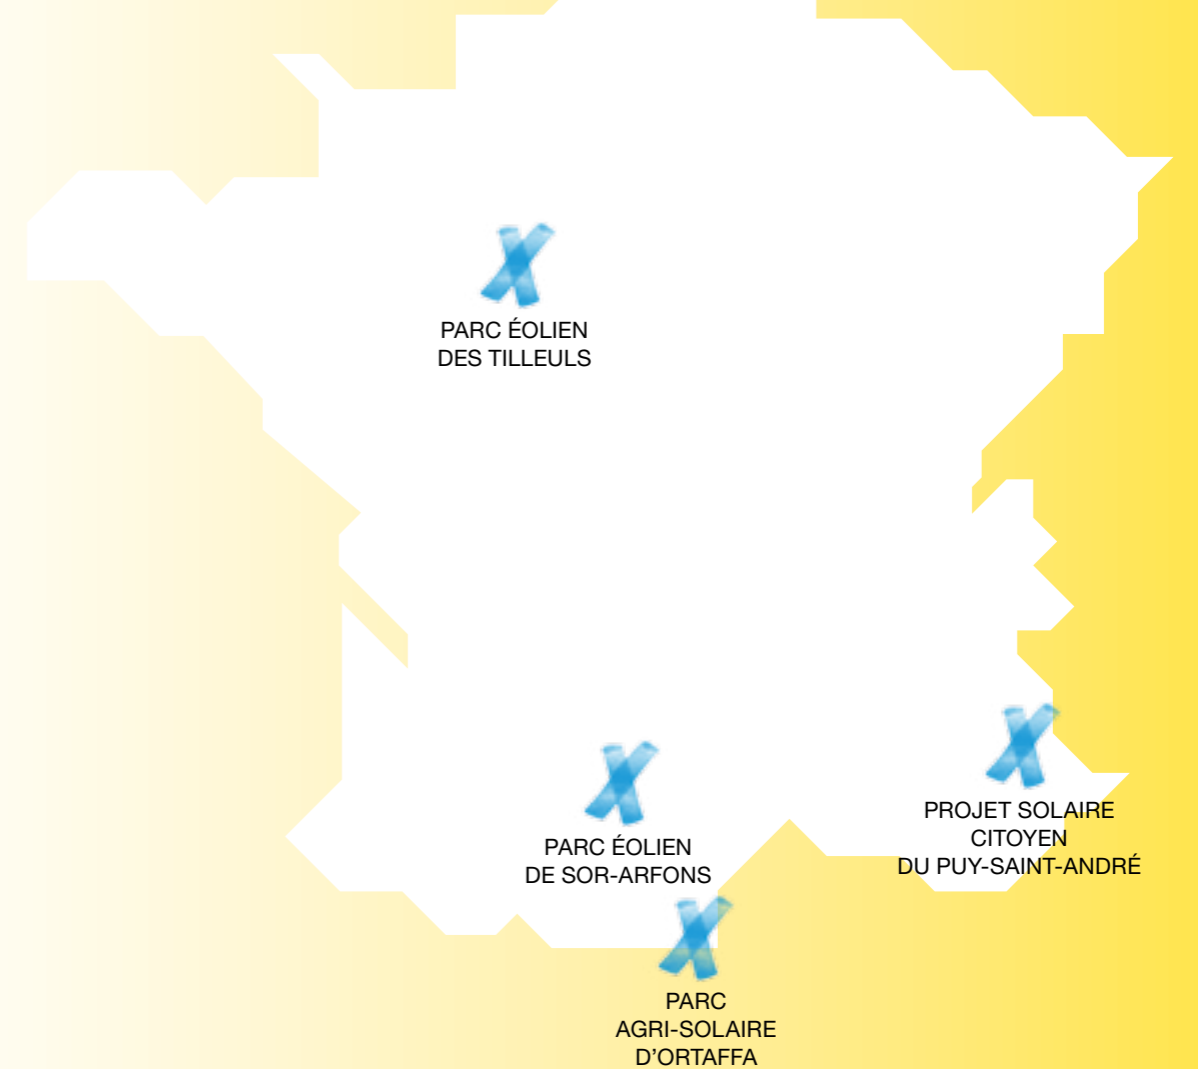 PARC ÉOLIEN
DES TILLEULS
PARC ÉOLIEN
DE SOR-ARFONS
PROJET SOLAIRE
CITOYEN
DU PUY-SAINT-ANDRÉ
PARC
AGRI-SOLAIRE
D'ORTAFFA